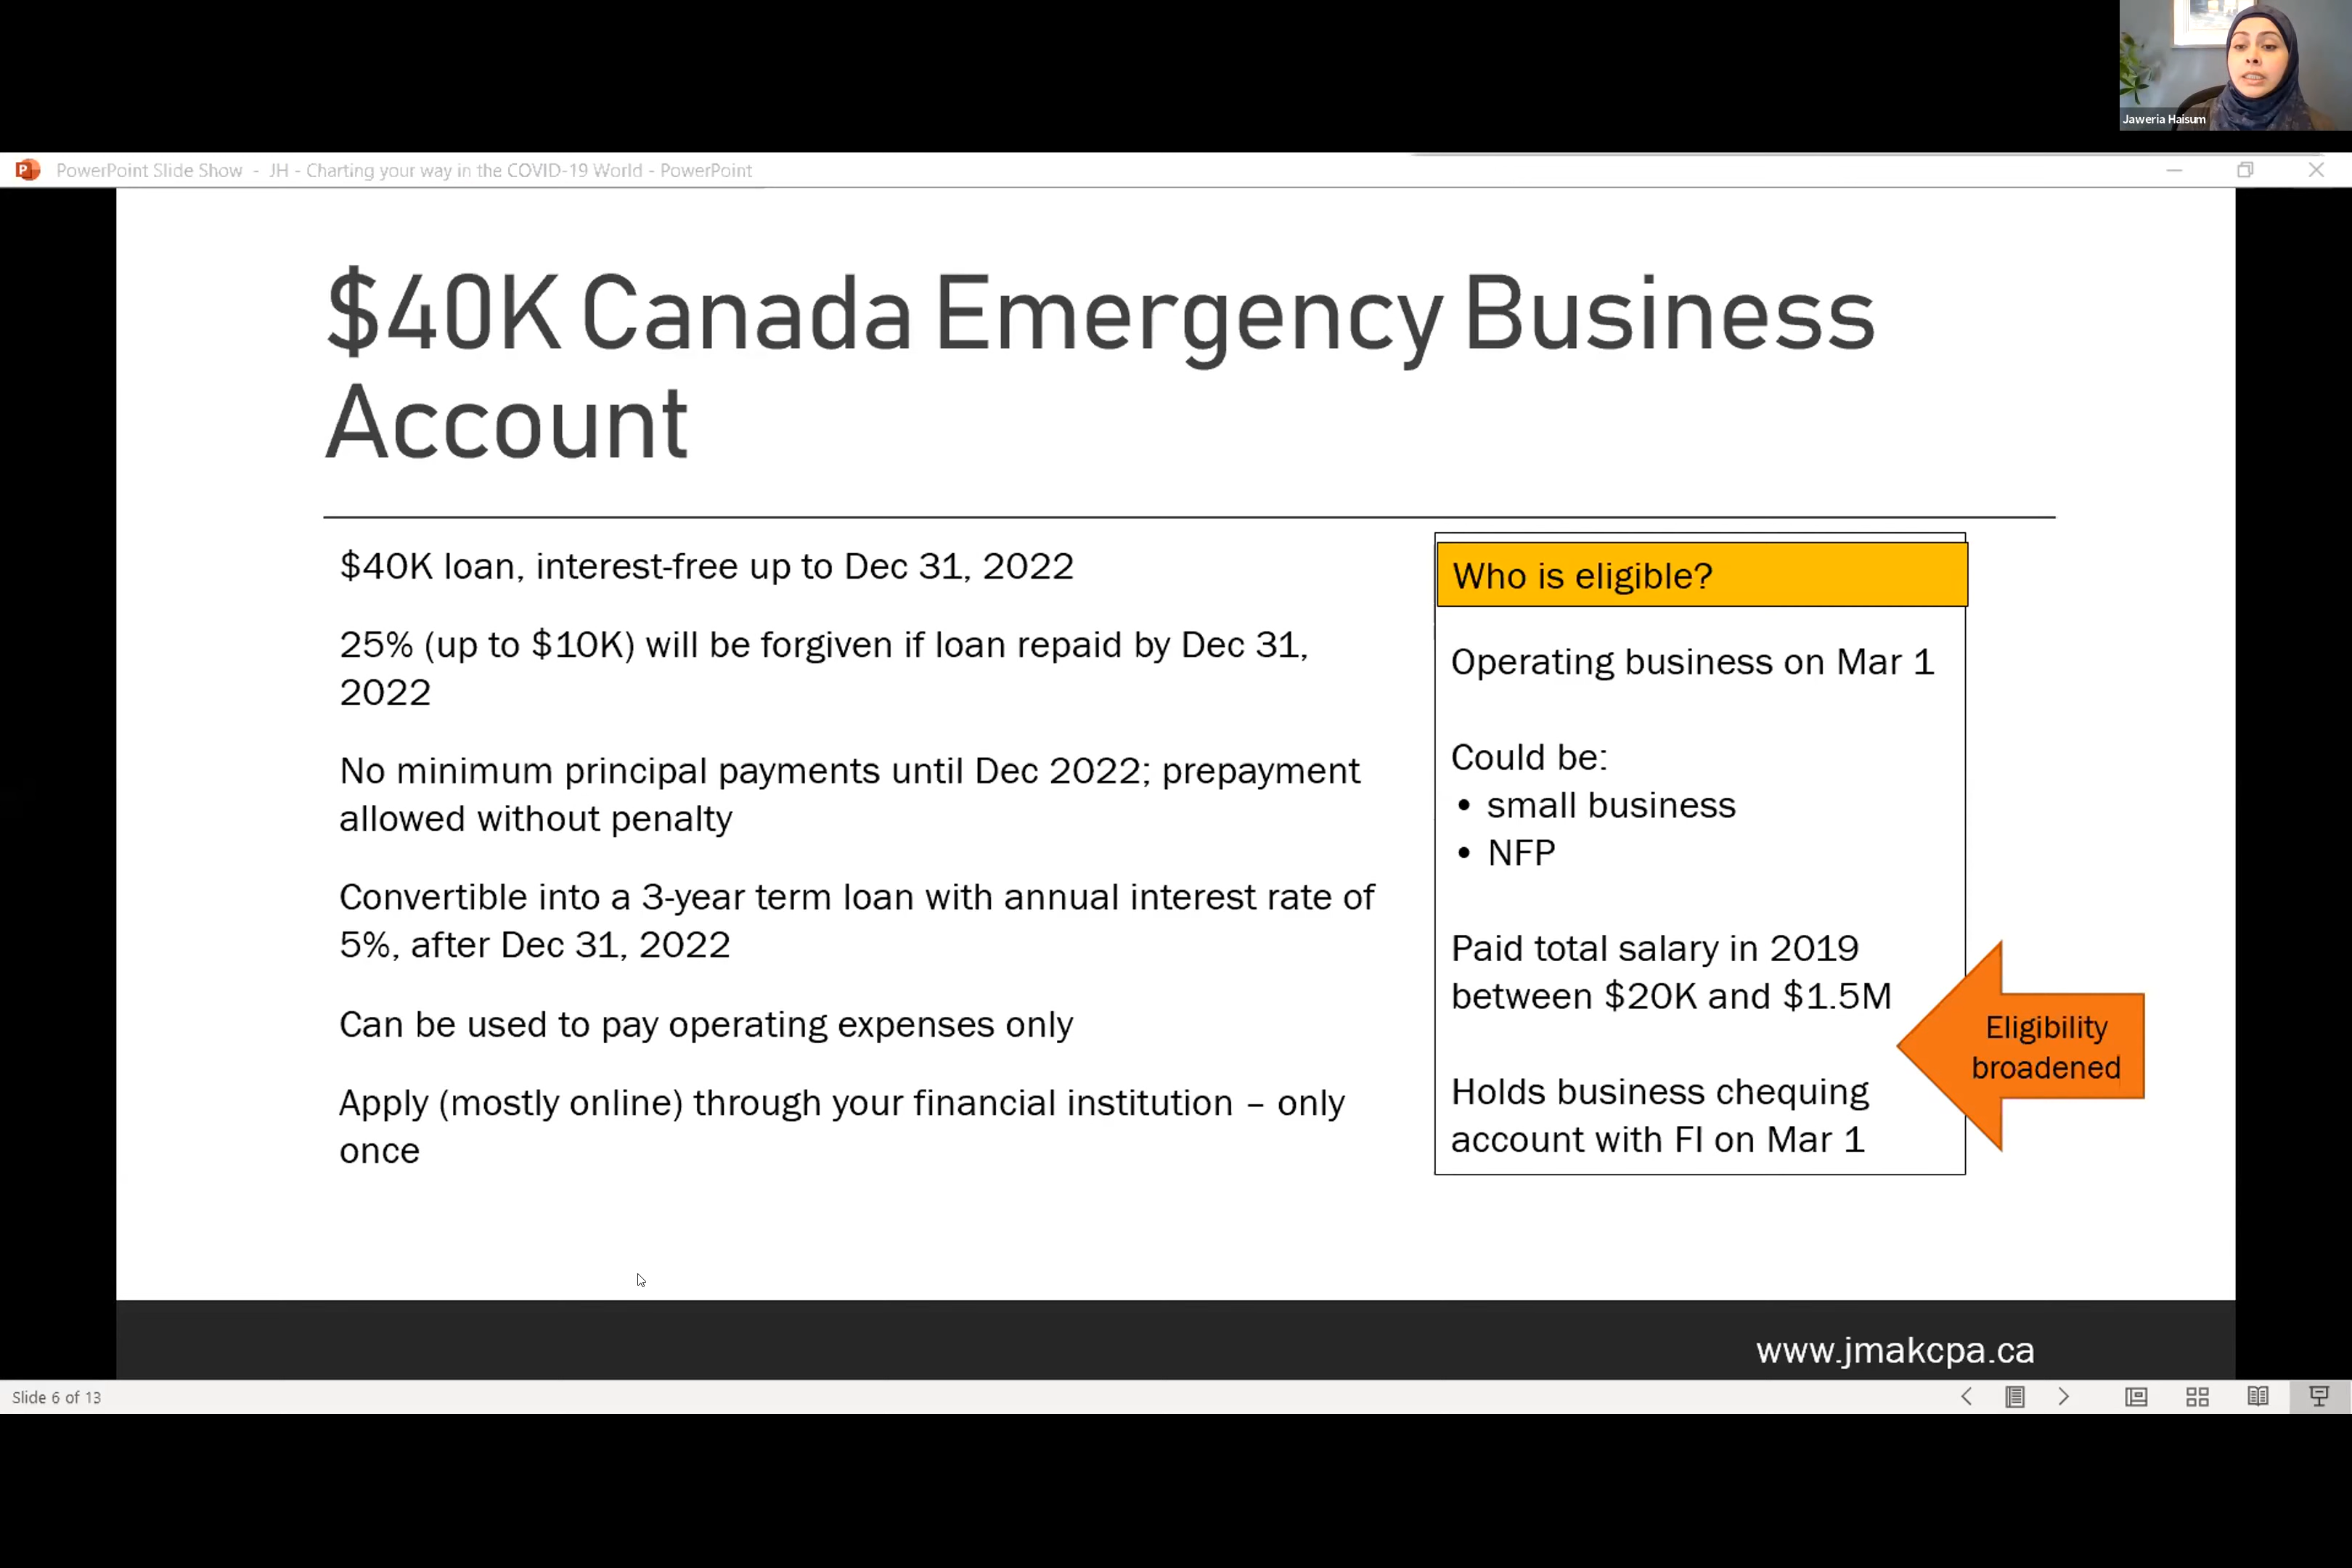 Jaweria Haisum
PowerPoint Slide Show - JH - Charting your way in the COVID-19 World - PowerPoint
$40K Canada Emergency Business
Account
$40K loan, interest-free up to Dec 31, 2022
25% (up to $10K) will be forgiven if loan repaid by Dec 31,
2022
No minimum principal payments until Dec 2022; prepayment
allowed without penalty
Convertible into a 3-year term loan with annual interest rate of
5%, after Dec 31, 2022
Can be used to pay operating expenses only
Apply (mostly online) through your financial institution – only
once
Who is eligible?
Operating business on Mar 1
Could be:
• small business
• NFP
Paid total salary in 2019
between $20K and $1.5M
Holds business chequing
account with FI on Mar 1
Eligibility
broadened
www.jmakcpa.ca
Slide 6 of 13